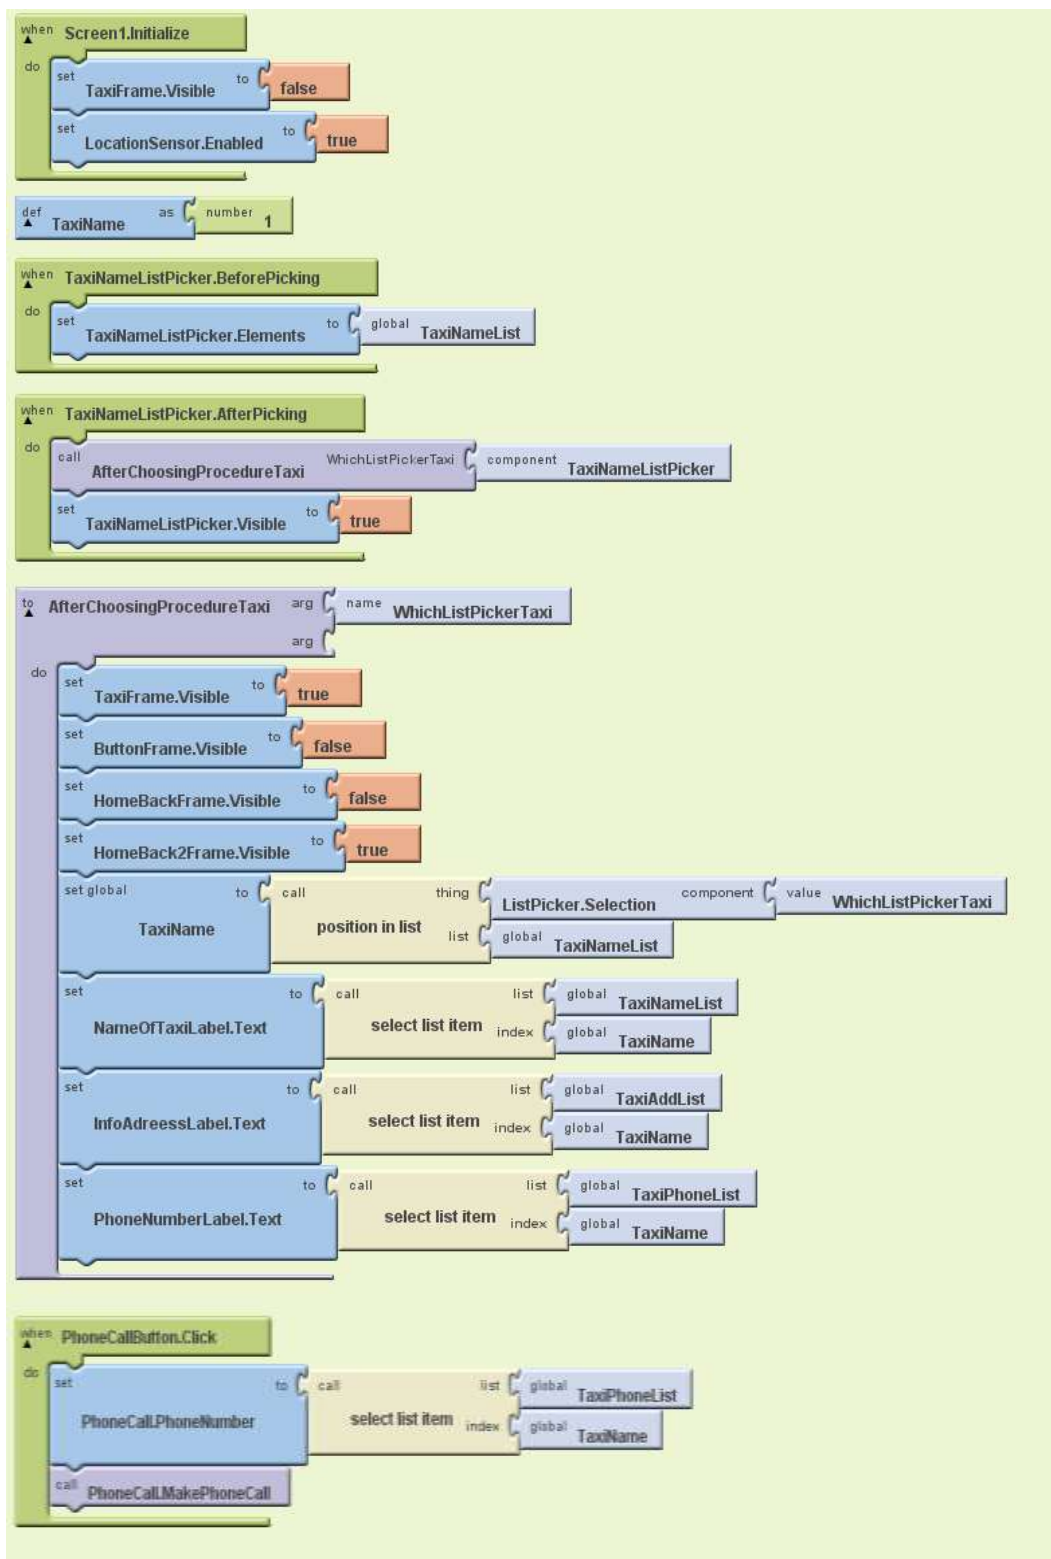 when Screen1.Initialize
do
set TaxiFrame.Visible to false
set LocationSensor.Enabled to true
def TaxiName as number 1
when TaxiNameListPicker.BeforePicking
do
set TaxiNameListPicker.Elements to global TaxiNameList
when TaxiNameListPicker.AfterPicking
do
call AfterChoosingProcedureTaxi WhichListPickerTaxi component TaxiNameListPicker
set TaxiNameListPicker.Visible to true
to AfterChoosingProcedureTaxi arg name WhichListPickerTaxi
arg
do
set TaxiFrame.Visible to true
set ButtonFrame.Visible to false
set HomeBackFrame.Visible to false
set HomeBack2Frame.Visible to true
set global TaxiName to call position in list thing ListPicker.Selection component value WhichListPickerTaxi
list global TaxiNameList
set NameOfTaxiLabel.Text to call select list item list global TaxiNameList
index global TaxiName
set InfoAdreessLabel.Text to call select list item list global TaxiAddList
index global TaxiName
set PhoneNumberLabel.Text to call select list item list global TaxiPhoneList
index global TaxiName
when PhoneCallButton.Click
do
set PhoneCall.PhoneNumber to call select list item list global TaxiPhoneList
index global TaxiName
call PhoneCall.MakePhoneCall